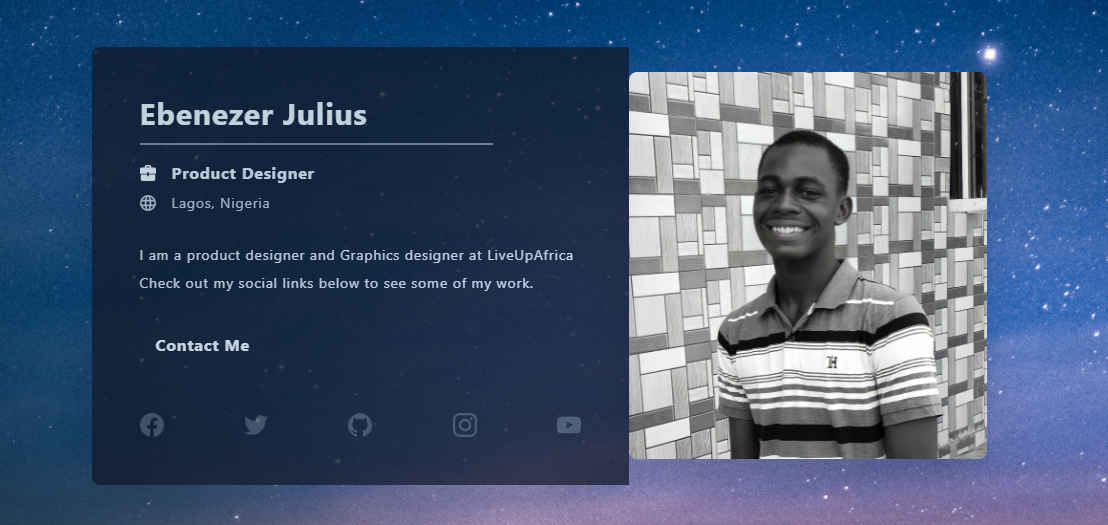 Ebenezer Julius
Product Designer
Lagos, Nigeria
I am a product designer and Graphics designer at LiveUpAfrica
Check out my social links below to see some of my work.
Contact Me
H